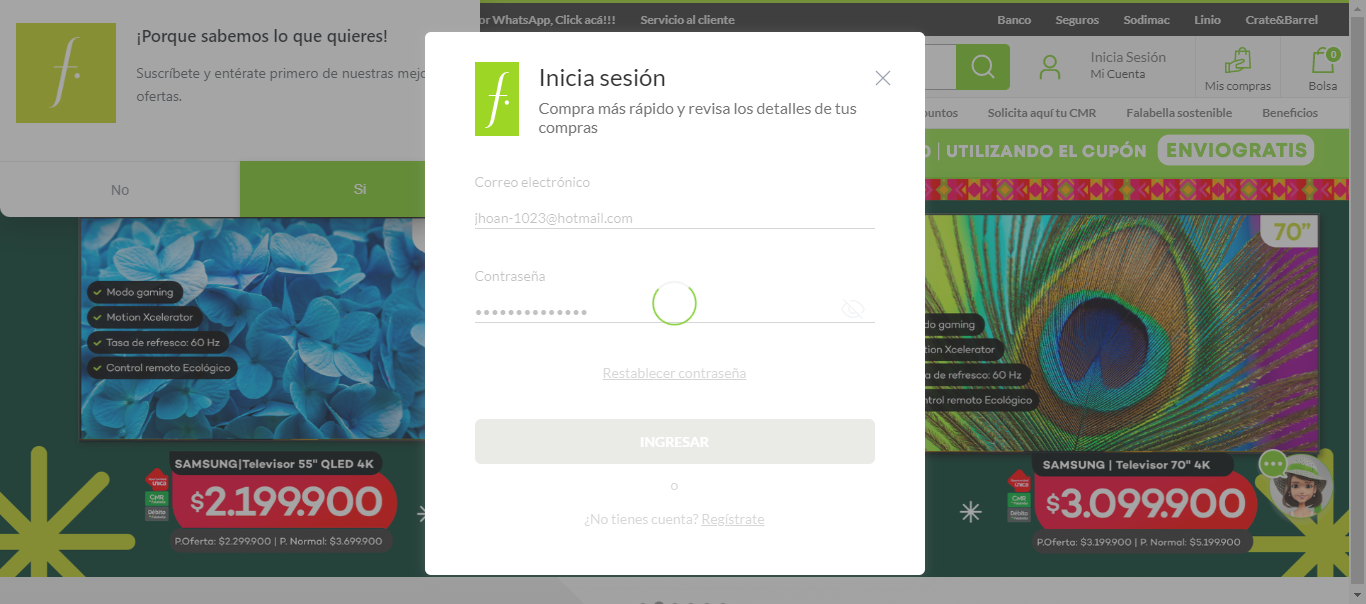 or WhatsApp, Click acá!!!
Servicio al cliente
Banco
Seguros
Sodimac
Linio
Crate&Barrel
¡Porque sabemos lo que quieres!
Suscríbete y entérate primero de nuestras mejo
ofertas.
No
Si
f.
Inicia sesión
Compra más rápido y revisa los detalles de tus
compras
Correo electrónico
jhoan-1023@hotmail.com
Contraseña
••••••••••••••
Restablecer contraseña
INGRESAR
o
¿No tienes cuenta? Regístrate
Inicia Sesión
Mi Cuenta
Mis compras
0
Bolsa
puntos
Solicita aquí tu CMR
Falabella sostenible
Beneficios
| UTILIZANDO EL CUPÓN ENVIOGRATIS
Modo gaming
Motion Xcelerator
Tasa de refresco: 60 Hz
Control remoto Ecológico
SAMSUNG|Televisor 55" QLED 4K
CMR
Débito
$2.199.900
P.Oferta: $2.299.900 | P. Normal: $3.699.900
70"
do gaming
tion Xcelerator
a de refresco: 60 Hz
ntrol remoto Ecológico
SAMSUNG | Televisor 70" 4K
CMR
Débito
$3.099.900
P.Oferta: $3.199.900 | P. Normal: $5.199.900